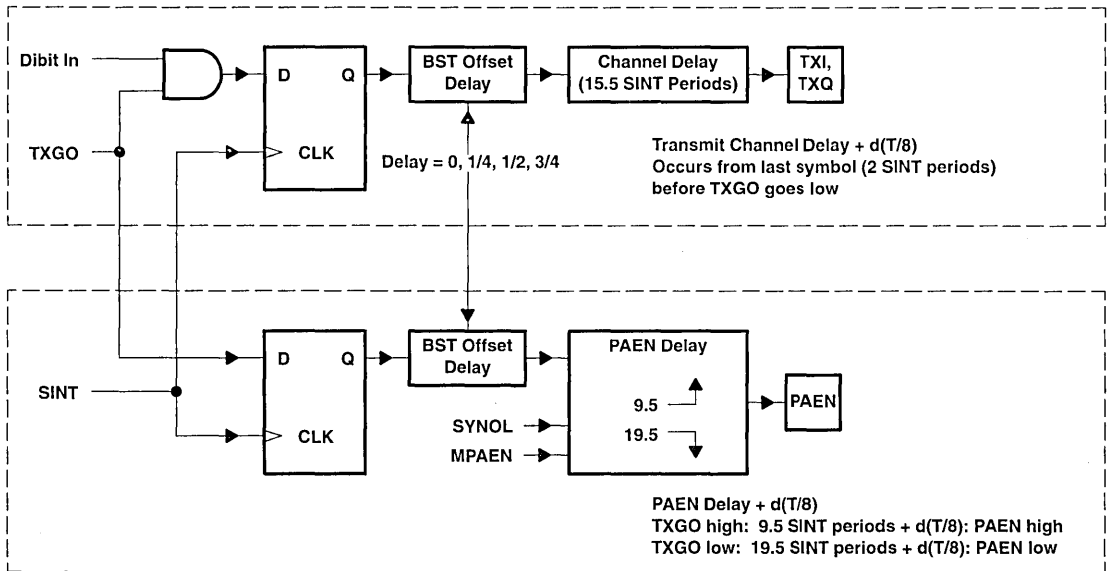 Dibit In
TXGO
D
Q
CLK
BST Offset
Delay
Channel Delay
(15.5 SINT Periods)
TXI,
TXQ
Delay = 0, 1/4, 1/2, 3/4
Transmit Channel Delay + d(T/8)
Occurs from last symbol (2 SINT periods)
before TXGO goes low
SINT
D
Q
CLK
BST Offset
Delay
PAEN Delay
9.5
19.5
SYNOL
MPAEN
PAEN
PAEN Delay + d(T/8)
TXGO high: 9.5 SINT periods + d(T/8): PAEN high
TXGO low: 19.5 SINT periods + d(T/8): PAEN low